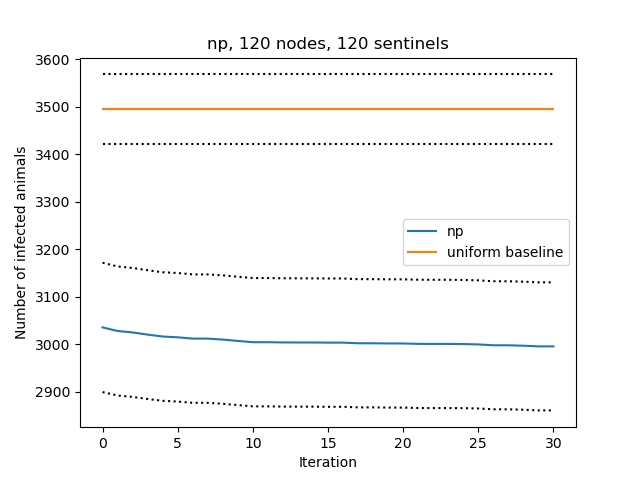 np, 120 nodes, 120 sentinels
3600
3500
3400
3300
3200
3100
3000
2900
Number of infected animals
np
uniform baseline
0 5 10 15 20 25 30
Iteration